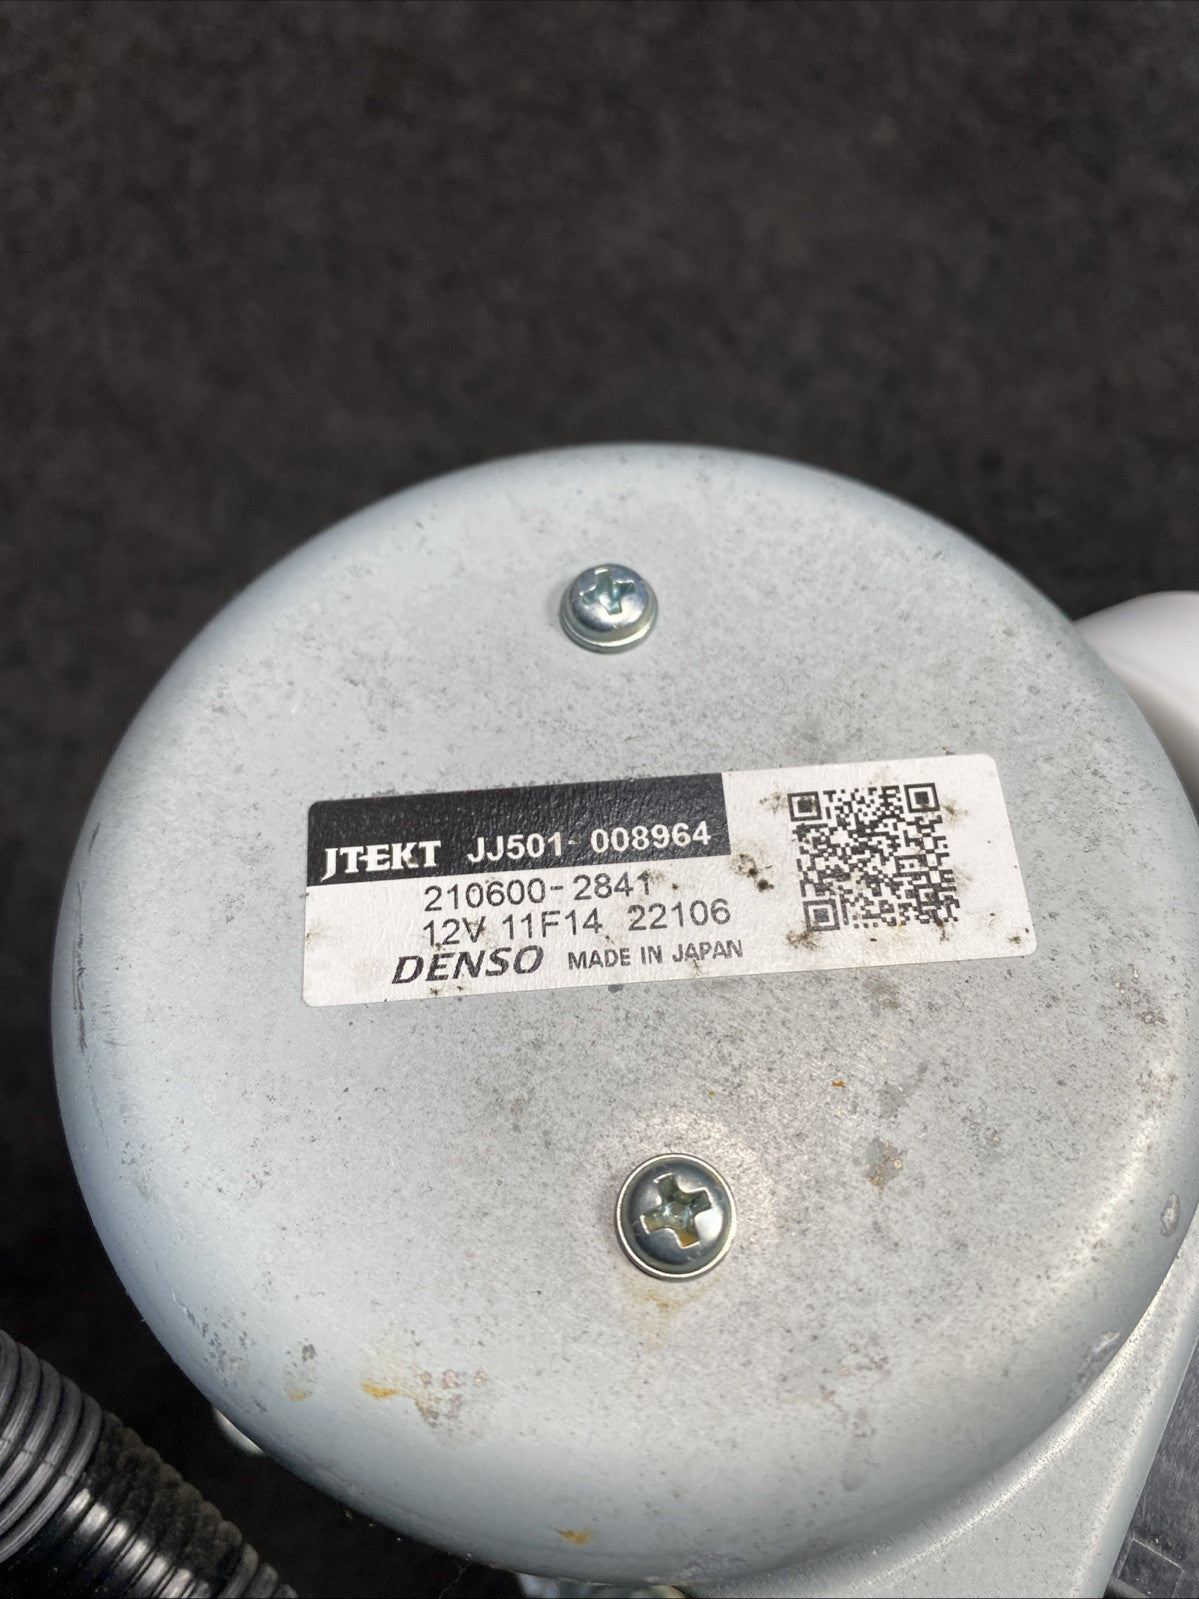 JTEKT JJ501-008964
210600-2841
12V 11F14 22106
DENSO MADE IN JAPAN